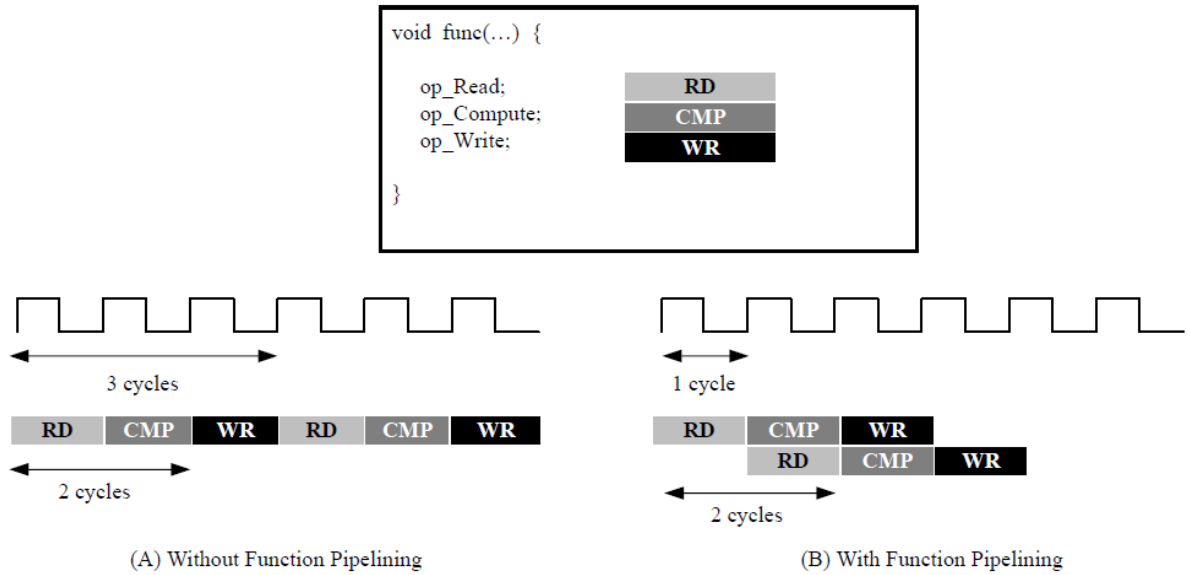 void func(…) {
op_Read;
RD
op_Compute;
CMP
op_Write;
WR
}
3 cycles
RD CMP WR RD CMP WR
2 cycles
(A) Without Function Pipelining
1 cycle
RD CMP WR
RD CMP WR
2 cycles
(B) With Function Pipelining